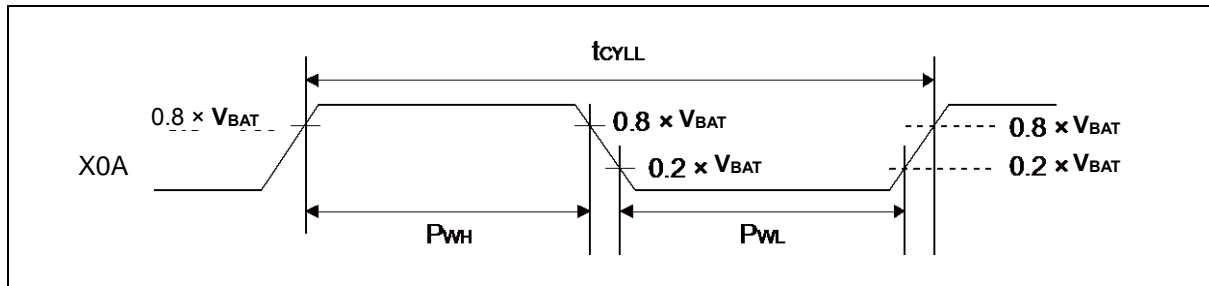 tCYLL
0.8 × VBAT
0.8 × VBAT
0.8 × VBAT
X0A
0.2 × VBAT
0.2 × VBAT
PWH
PWL